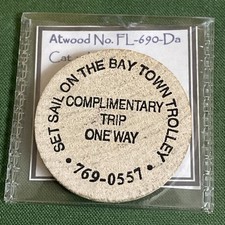 Atwood No. FL-690-Da
SET SAIL ON THE BAY TOWN TROLLEY
COMPLIMENTARY
TRIP
ONE WAY
• 769-0557 •